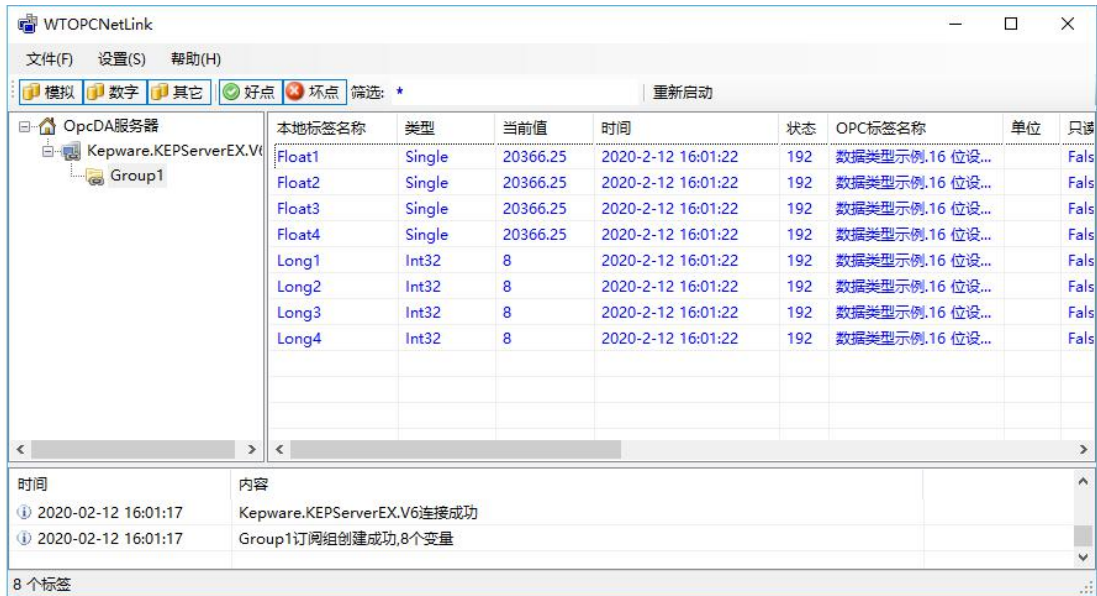 WTOPCNetLink
文件(F) 设置(S) 帮助(H)
模拟 数字 其它 好点 坏点 筛选: * 重新启动
OpcDA服务器
Kepware.KEPServerEX.V6
Group1
本地标签名称 类型 当前值 时间 状态 OPC标签名称 单位 只读
Float1 Single 20366.25 2020-2-12 16:01:22 192 数据类型示例.16 位设... Fals
Float2 Single 20366.25 2020-2-12 16:01:22 192 数据类型示例.16 位设... Fals
Float3 Single 20366.25 2020-2-12 16:01:22 192 数据类型示例.16 位设... Fals
Float4 Single 20366.25 2020-2-12 16:01:22 192 数据类型示例.16 位设... Fals
Long1 Int32 8 2020-2-12 16:01:22 192 数据类型示例.16 位设... Fals
Long2 Int32 8 2020-2-12 16:01:22 192 数据类型示例.16 位设... Fals
Long3 Int32 8 2020-2-12 16:01:22 192 数据类型示例.16 位设... Fals
Long4 Int32 8 2020-2-12 16:01:22 192 数据类型示例.16 位设... Fals
时间 内容
2020-02-12 16:01:17 Kepware.KEPServerEX.V6连接成功
2020-02-12 16:01:17 Group1订阅组创建成功,8个变量
8 个标签